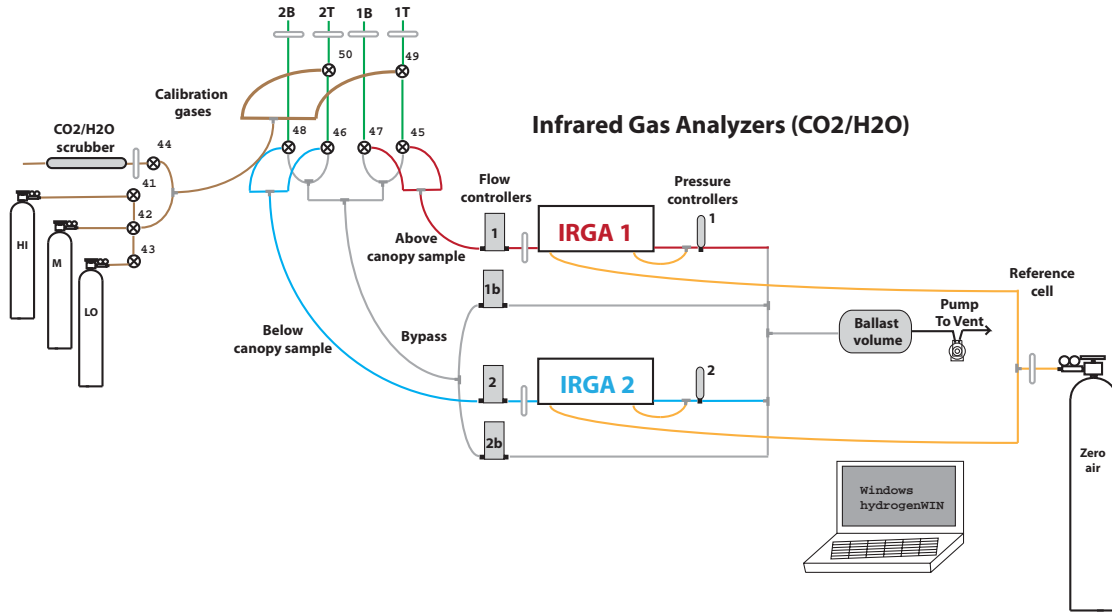 2B
2T
1B
1T
50
49
Calibration
gases
48
46
47
45
CO2/H2O
scrubber
44
41
42
43
HI
M
LO
Infrared Gas Analyzers (CO2/H2O)
Flow
controllers
Pressure
controllers
1
1
IRGA 1
Above
canopy sample
1b
Reference
cell
Below
canopy sample
Bypass
Ballast
volume
Pump
To Vent
2
IRGA 2
2
2b
Zero
air
Windows
hydrogenWIN